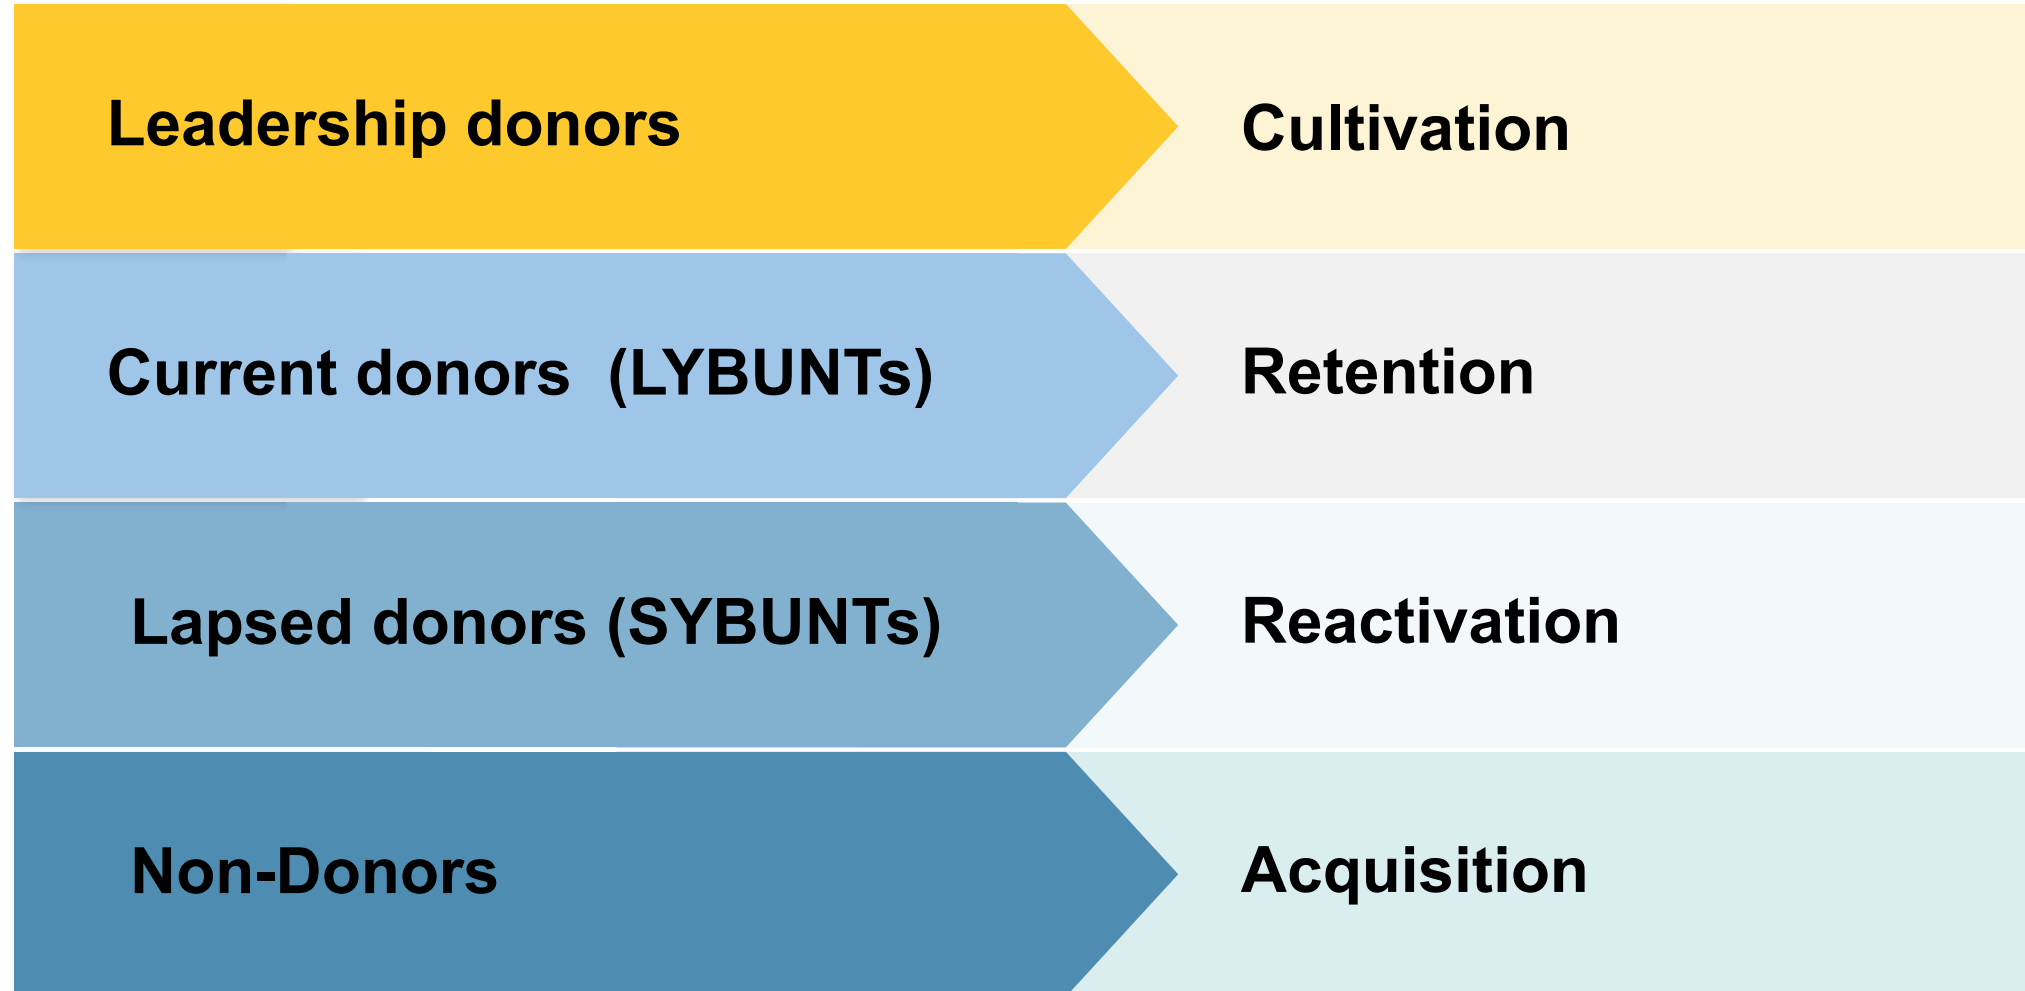 Leadership donors
Cultivation
Current donors  (LYBUNTs)
Retention
Lapsed donors (SYBUNTs)
Reactivation
Non-Donors
Acquisition